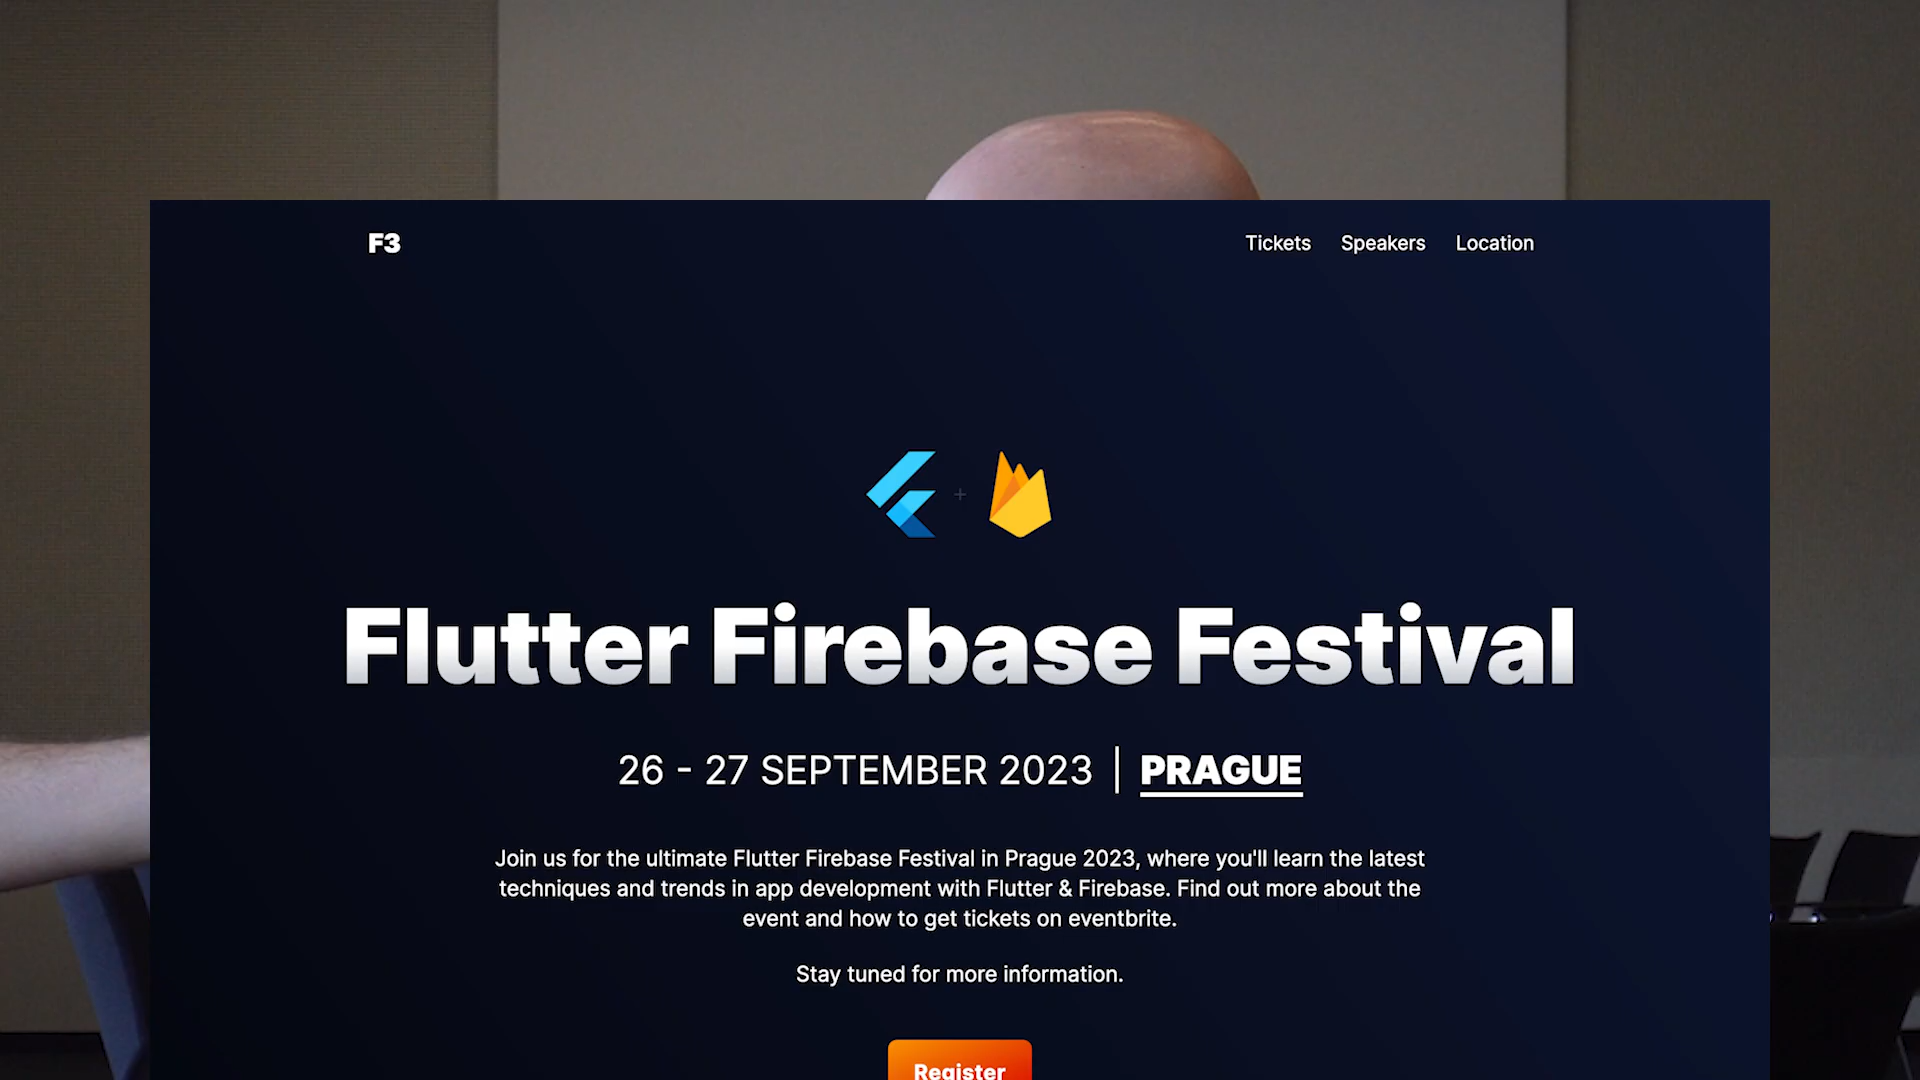 F3
Tickets
Speakers
Location
+
Flutter Firebase Festival
26 - 27 SEPTEMBER 2023 | PRAGUE
Join us for the ultimate Flutter Firebase Festival in Prague 2023, where you'll learn the latest
techniques and trends in app development with Flutter & Firebase. Find out more about the
event and how to get tickets on eventbrite.
Stay tuned for more information.
Register